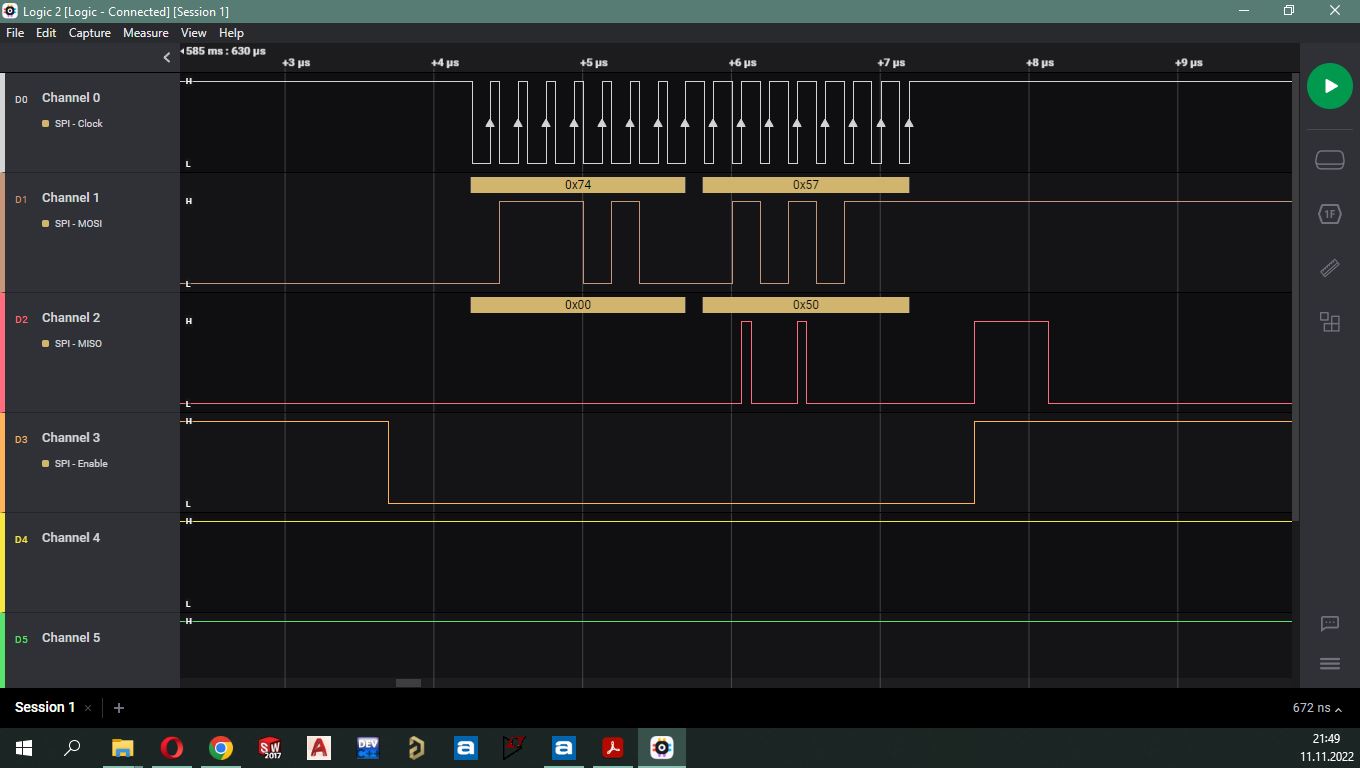 Logic 2 [Logic - Connected] [Session 1]
File Edit Capture Measure View Help
585 ms : 630 µs
+3 µs +4 µs +5 µs +6 µs +7 µs +8 µs +9 µs
D0 Channel 0
SPI - Clock
H
L
D1 Channel 1
SPI - MOSI
0x74 0x57
H
L
D2 Channel 2
SPI - MISO
0x00 0x50
H
L
D3 Channel 3
SPI - Enable
H
L
D4 Channel 4
H
L
D5 Channel 5
H
1F
Session 1
672 ns
SW 2017
A
DEV
a
a
21:49
11.11.2022